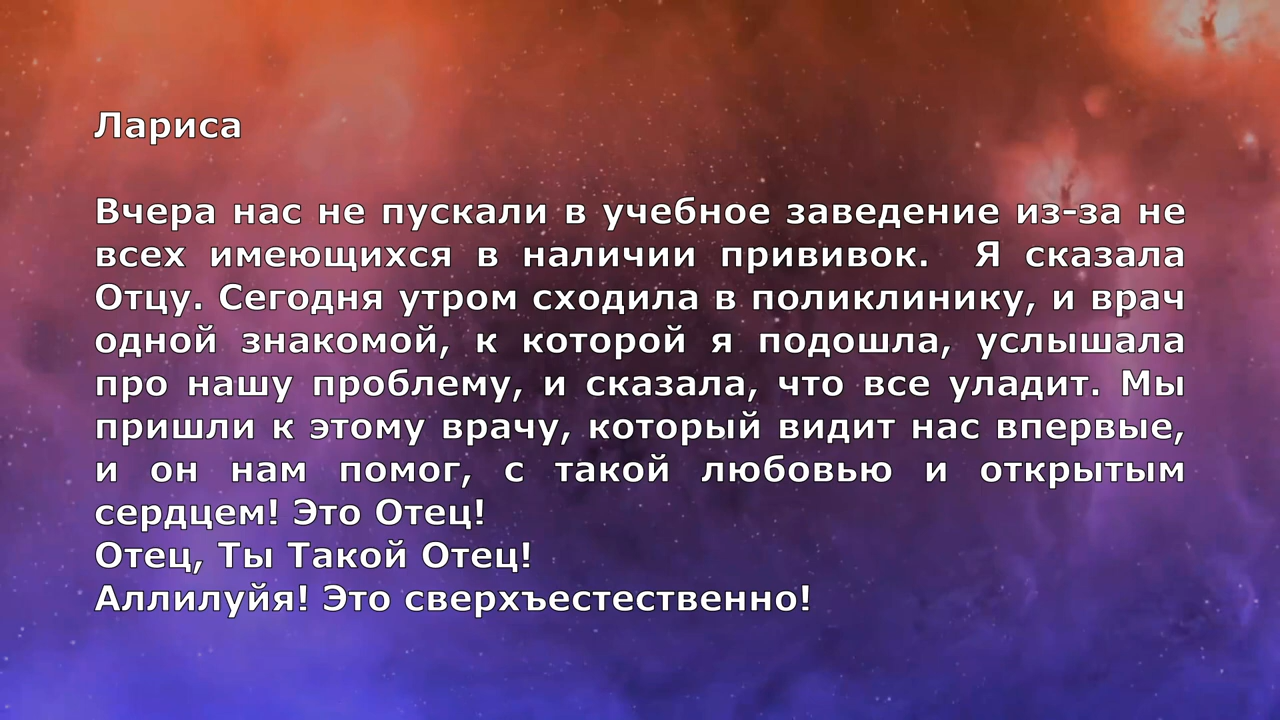 Лариса
Вчера нас не пускали в учебное заведение из-за не
всех имеющихся в наличии прививок. Я сказала
Отцу. Сегодня утром сходила в поликлинику, и врач
одной знакомой, к которой я подошла, услышала
про нашу проблему, и сказала, что все уладит. Мы
пришли к этому врачу, который видит нас впервые,
и он нам помог, с такой любовью и открытым
сердцем! Это Отец!
Отец, Ты Такой Отец!
Аллилуйя! Это сверхъестественно!